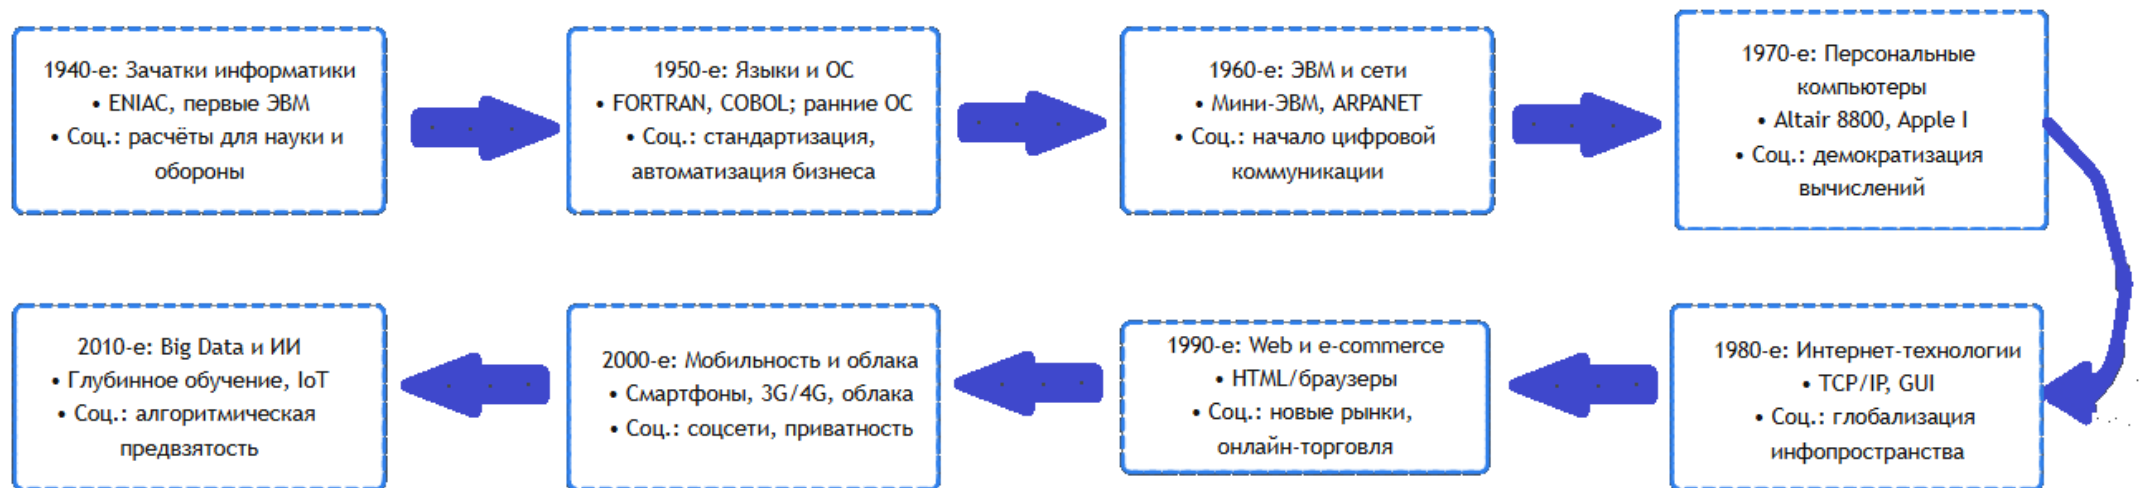 1940-е: Зачатки информатики
• ENIAC, первые ЭВМ
• Соц.: расчёты для науки и
обороны
1950-е: Языки и ОС
• FORTRAN, COBOL; ранние ОС
• Соц.: стандартизация,
автоматизация бизнеса
1960-е: ЭВМ и сети
• Мини-ЭВМ, ARPANET
• Соц.: начало цифровой
коммуникации
1970-е: Персональные
компьютеры
• Altair 8800, Apple I
• Соц.: демократизация
вычислений
1980-е: Интернет-технологии
• TCP/IP, GUI
• Соц.: глобализация
инфопространства
1990-е: Web и e-commerce
• HTML/браузеры
• Соц.: новые рынки,
онлайн-торговля
2000-е: Мобильность и облака
• Смартфоны, 3G/4G, облака
• Соц.: соцсети, приватность
2010-е: Big Data и ИИ
• Глубинное обучение, IoT
• Соц.: алгоритмическая
предвзятость